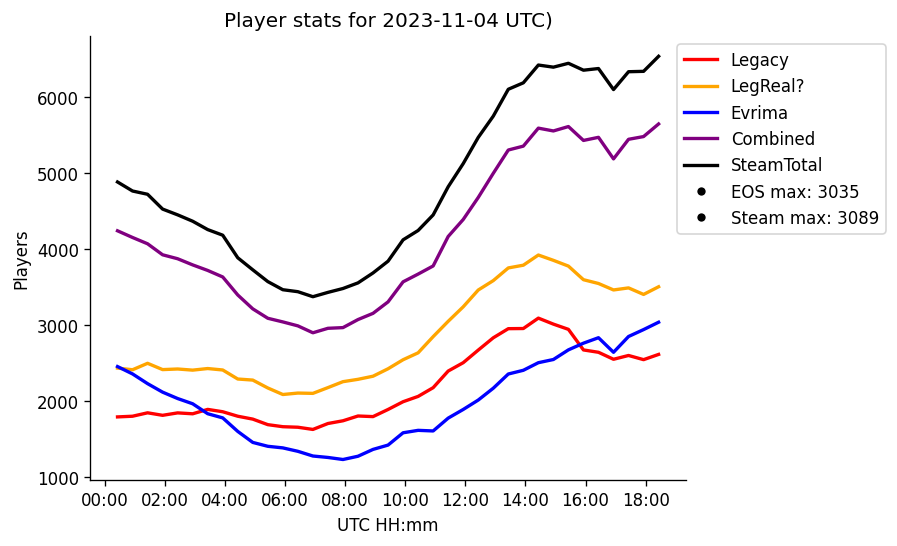 Player stats for 2023-11-04 UTC)
Legacy
LegReal?
Evrima
Combined
SteamTotal
EOS max: 3035
Steam max: 3089
Players
6000
5000
4000
3000
2000
1000
00:00 02:00 04:00 06:00 08:00 10:00 12:00 14:00 16:00 18:00
UTC HH:mm